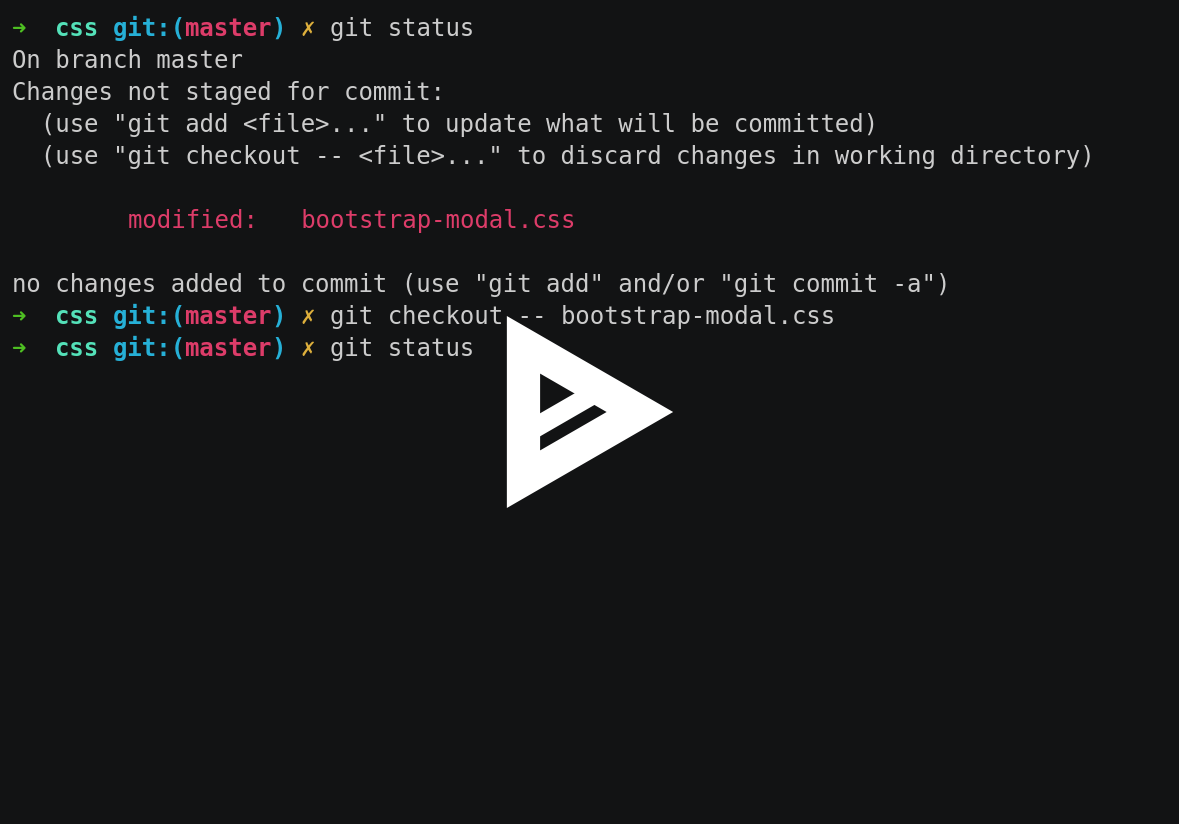 ➜  css git:(master) ✗ git status
On branch master
Changes not staged for commit:
  (use "git add <file>..." to update what will be committed)
  (use "git checkout -- <file>..." to discard changes in working directory)
        modified:   bootstrap-modal.css
no changes added to commit (use "git add" and/or "git commit -a")
➜  css git:(master) ✗ git checkout -- bootstrap-modal.css
➜  css git:(master) ✗ git status